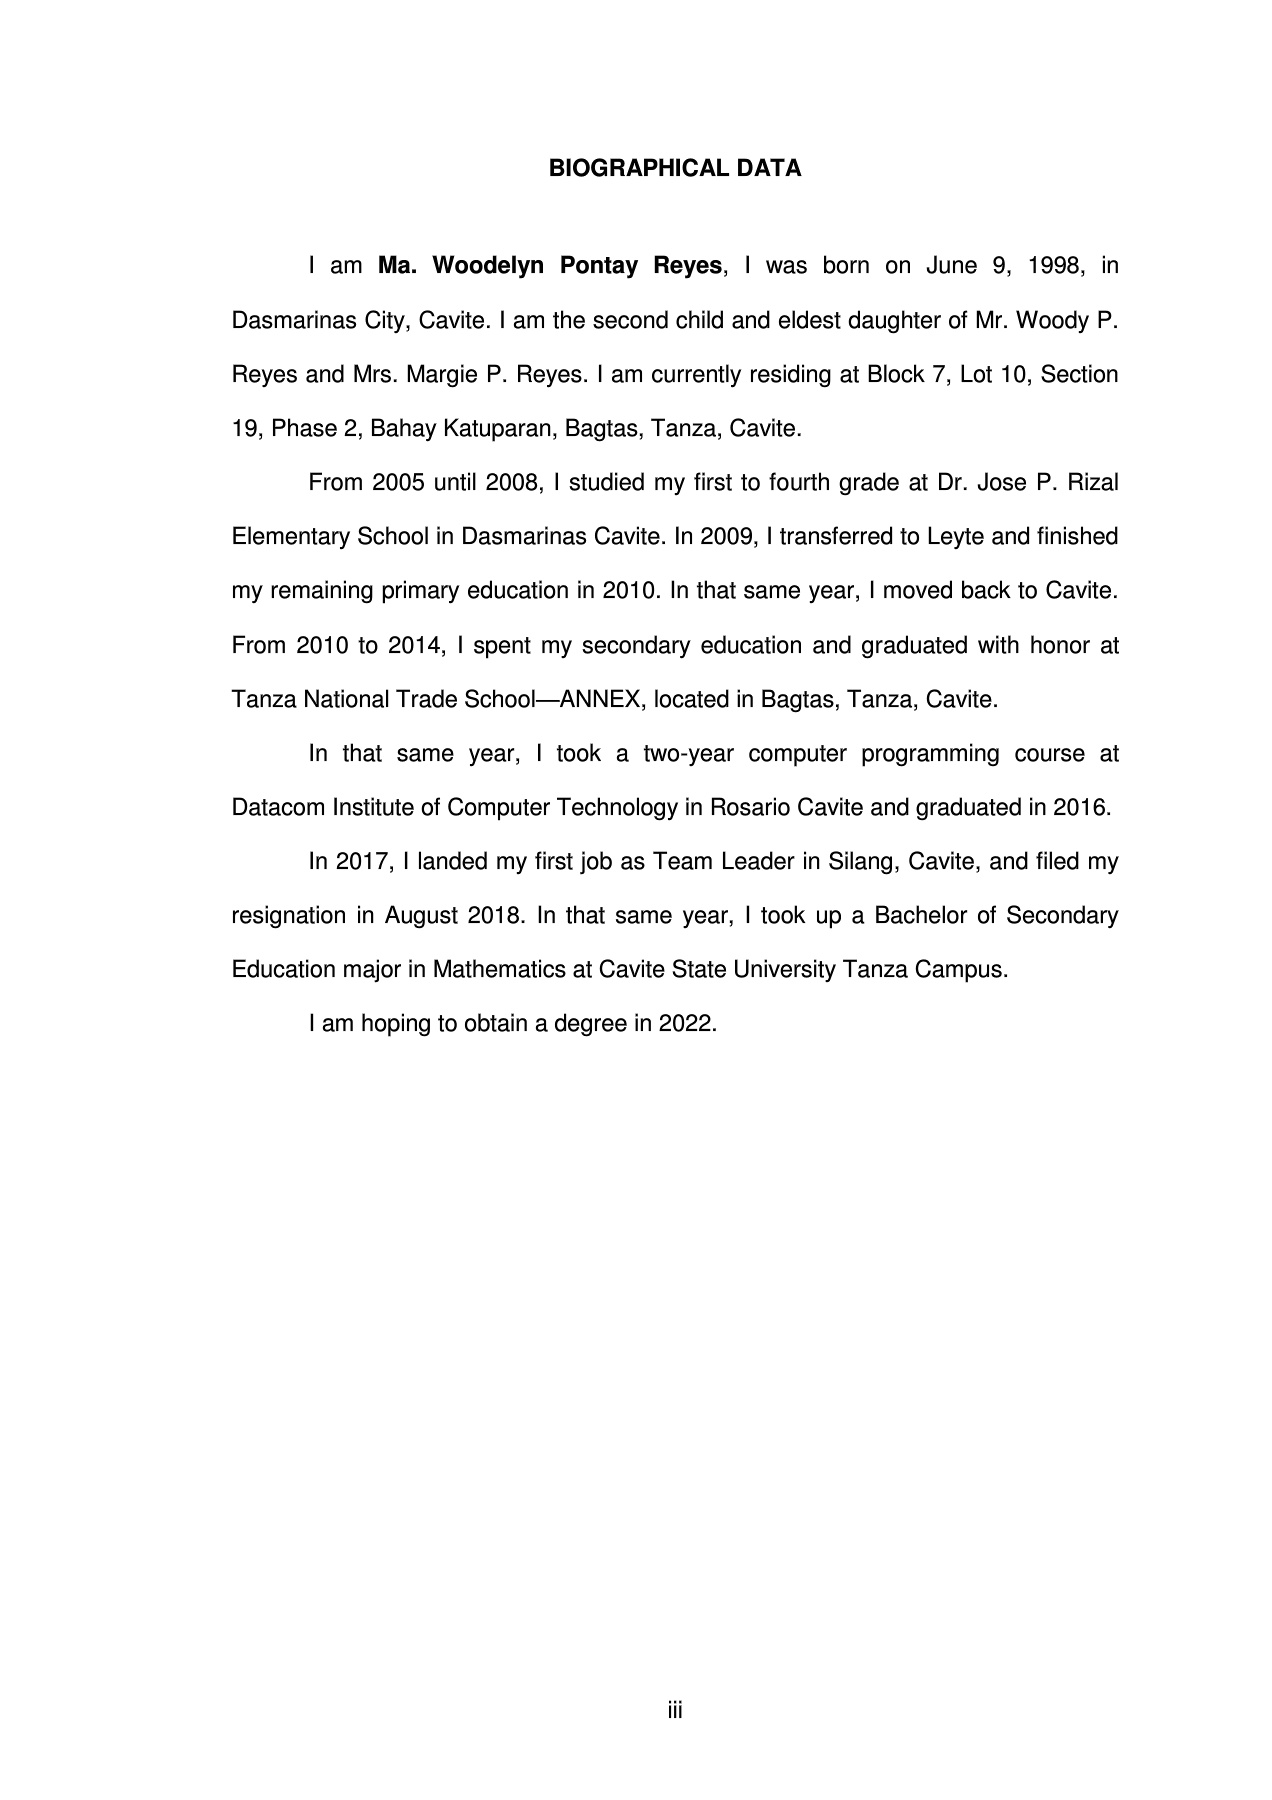 BIOGRAPHICAL DATA
I am Ma. Woodelyn Pontay Reyes, I was born on June 9, 1998, in
Dasmarinas City, Cavite. I am the second child and eldest daughter of Mr. Woody P.
Reyes and Mrs. Margie P. Reyes. I am currently residing at Block 7, Lot 10, Section
19, Phase 2, Bahay Katuparan, Bagtas, Tanza, Cavite.
From 2005 until 2008, I studied my first to fourth grade at Dr. Jose P. Rizal
Elementary School in Dasmarinas Cavite. In 2009, I transferred to Leyte and finished
my remaining primary education in 2010. In that same year, I moved back to Cavite.
From 2010 to 2014, I spent my secondary education and graduated with honor at
Tanza National Trade School—ANNEX, located in Bagtas, Tanza, Cavite.
In that same year, I took a two-year computer programming course at
Datacom Institute of Computer Technology in Rosario Cavite and graduated in 2016.
In 2017, I landed my first job as Team Leader in Silang, Cavite, and filed my
resignation in August 2018. In that same year, I took up a Bachelor of Secondary
Education major in Mathematics at Cavite State University Tanza Campus.
I am hoping to obtain a degree in 2022.
iii